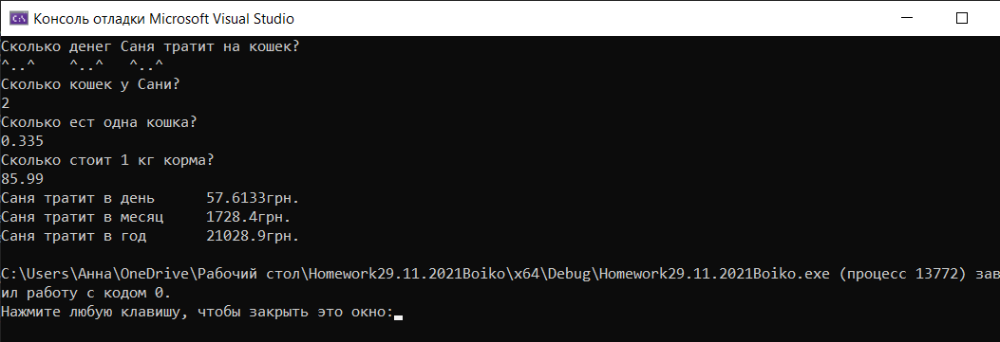 Консоль отладки Microsoft Visual Studio
Сколько денег Саня тратит на кошек?
^..^    ^..^   ^..^
Сколько кошек у Сани?
2
Сколько ест одна кошка?
0.335
Сколько стоит 1 кг корма?
85.99
Саня тратит в день      57.6133грн.
Саня тратит в месяц     1728.4грн.
Саня тратит в год       21028.9грн.
C:\Users\Анна\OneDrive\Рабочий стол\Homework29.11.2021Boiko\x64\Debug\Homework29.11.2021Boiko.exe (процесс 13772) зав
ил работу с кодом 0.
Нажмите любую клавишу, чтобы закрыть это окно: